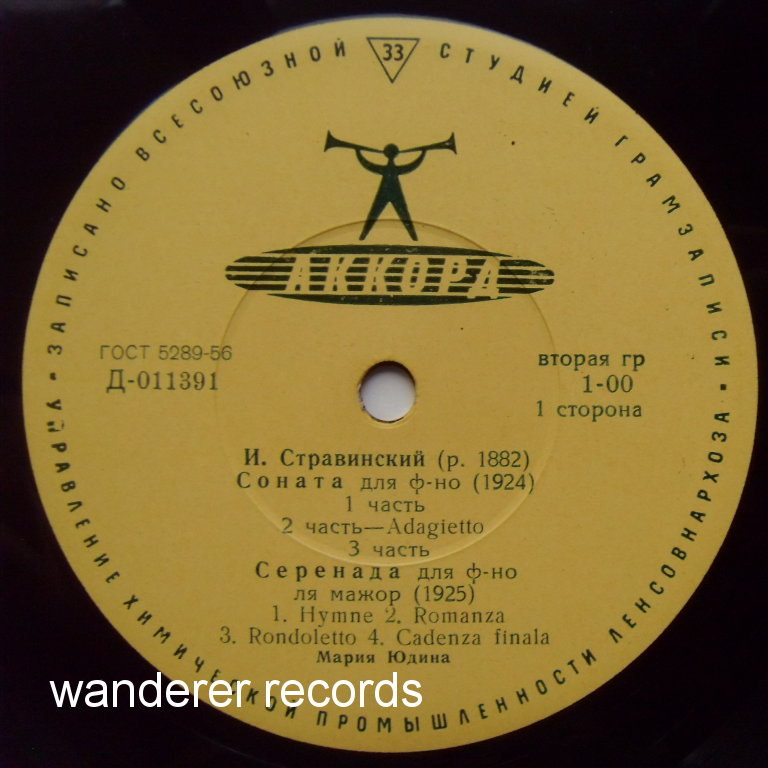 ЗАПИСАНО ВСЕСОЮЗНОЙ 33 СТУДИЕЙ ГРАМЗАПИСИ
АККОРД
ГОСТ 5289-56
Д-011391
вторая гр
1-00
1 сторона
И. Стравинский (р. 1882)
Соната для ф-но (1924)
1 часть
2 часть—Adagietto
3 часть
Серенада для ф-но
ля мажор (1925)
1. Hymne 2. Romanza
3. Rondoletto 4. Cadenza finala
Мария Юдина
УПРАВЛЕНИЕ ХИМИЧЕСКОЙ ПРОМЫШЛЕННОСТИ ЛЕНСОВНАРХОЗА
wanderer records